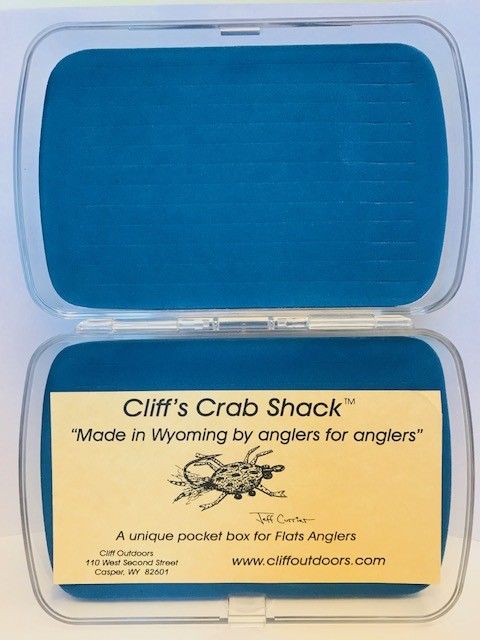 Cliff's Crab Shack™
"Made in Wyoming by anglers for anglers"
Jeff Currier
A unique pocket box for Flats Anglers
Cliff Outdoors
110 West Second Street
Casper, WY 82601
www.cliffoutdoors.com